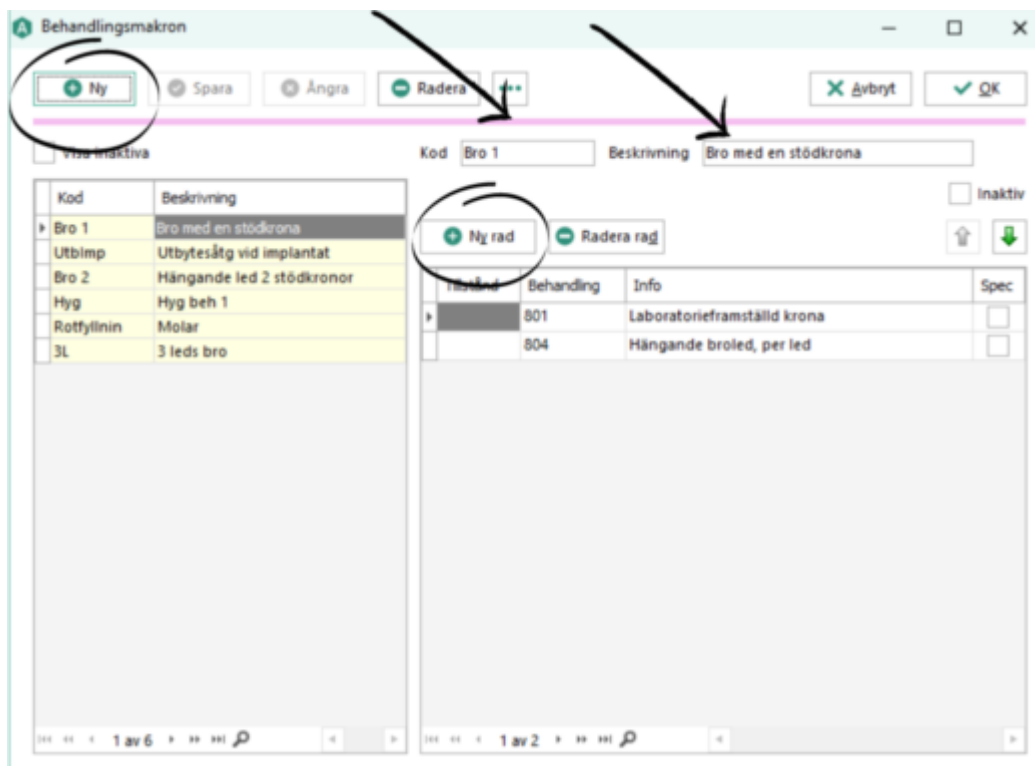 Behandlingsmakron
Ny Spara Ångra Radera ... Avbryt OK
Visa inaktiva
Kod Bro 1 Beskrivning Bro med en stödkrona
Inaktiv
Kod Beskrivning
Bro 1 Bro med en stödkrona
UtbImp Utbytesåtg vid implantat
Bro 2 Hängande led 2 stödkronor
Hyg Hyg beh 1
Rotfyllnin Molar
3L 3 leds bro
Ny rad Radera rad
Tillstånd Behandling Info Spec
801 Laboratorieframställd krona
804 Hängande broled, per led
1 av 6
1 av 2